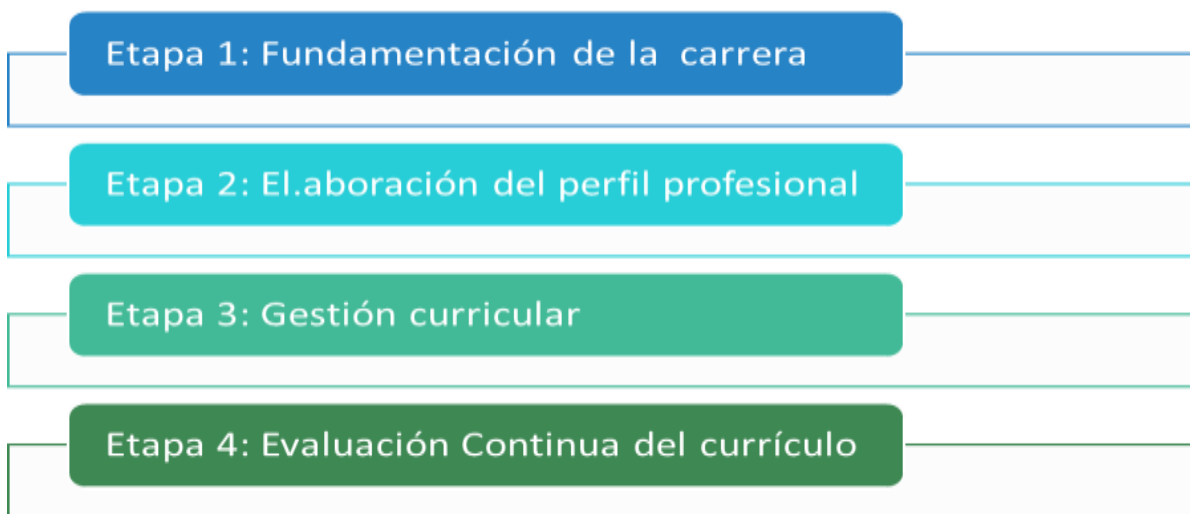 Etapa 1: Fundamentación de la  carrera
Etapa 2: El.aboración del perfil profesional
Etapa 3: Gestión curricular
Etapa 4: Evaluación Continua del currículo